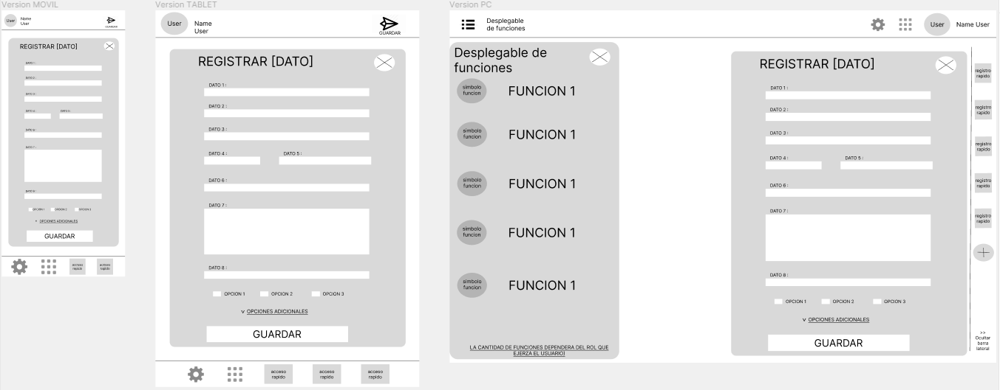 Version MOVIL
User
Name
User
GUARDAR
REGISTRAR [DATO]
DATO 1 :
DATO 2 :
DATO 3 :
DATO 4 :
DATO 5 :
DATO 6 :
DATO 7 :
DATO 8 :
OPCION 1
OPCION 2
OPCION 3
v OPCIONES ADICIONALES
GUARDAR
acceso
rapido
acceso
rapido
Version TABLET
User
Name
User
GUARDAR
REGISTRAR [DATO]
DATO 1 :
DATO 2 :
DATO 3 :
DATO 4 :
DATO 5 :
DATO 6 :
DATO 7 :
DATO 8 :
OPCION 1
OPCION 2
OPCION 3
v OPCIONES ADICIONALES
GUARDAR
acceso
rapido
acceso
rapido
acceso
rapido
Version PC
Desplegable
de funciones
User
Name User
Desplegable de
funciones
simbolo
funcion
FUNCION 1
simbolo
funcion
FUNCION 1
simbolo
funcion
FUNCION 1
simbolo
funcion
FUNCION 1
simbolo
funcion
FUNCION 1
LA CANTIDAD DE FUNCIONES DEPENDERA DEL ROL QUE
EJERZA EL USUARIO!
REGISTRAR [DATO]
DATO 1 :
DATO 2 :
DATO 3 :
DATO 4 :
DATO 5 :
DATO 6 :
DATO 7 :
DATO 8 :
OPCION 1
OPCION 2
OPCION 3
v OPCIONES ADICIONALES
GUARDAR
registro
rapido
registro
rapido
registro
rapido
registro
rapido
registro
rapido
>>
Ocultar
barra
lateral